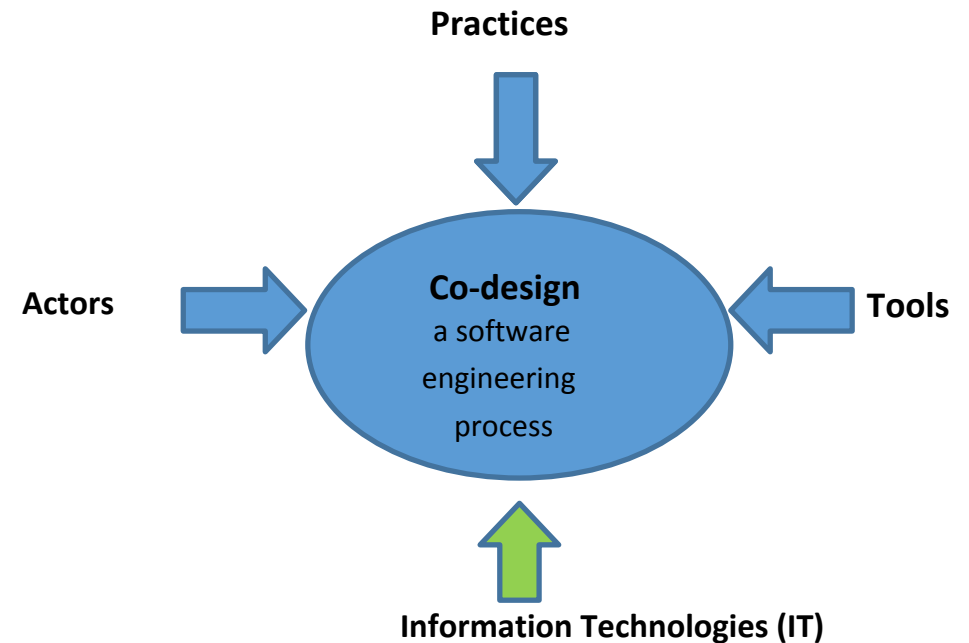 Practices
Actors
Co-design
a software
engineering
process
Tools
Information Technologies (IT)